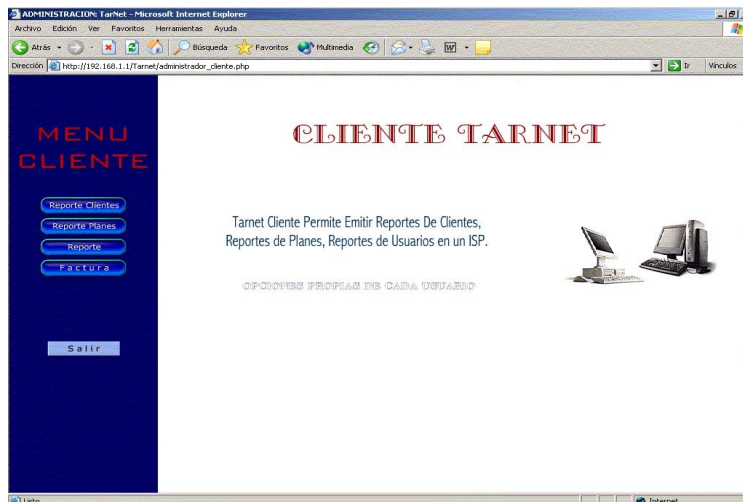 ADMINISTRACION: TarNet - Microsoft Internet Explorer
Archivo Edición Ver Favoritos Herramientas Ayuda
Atrás Búsqueda Favoritos Multimedia W
Dirección http://192.168.1.1/Tarnet/administrador_cliente.php Ir Vínculos
MENU
CLIENTE
CLIENTE TARNET
Reporte Clientes
Reporte Planes
Reporte
Factura
Tarnet Cliente Permite Emitir Reportes De Clientes,
Reportes de Planes, Reportes de Usuarios en un ISP.
OPCIONES PROPIAS DE CADA USUARIO
Salir
Listo Internet